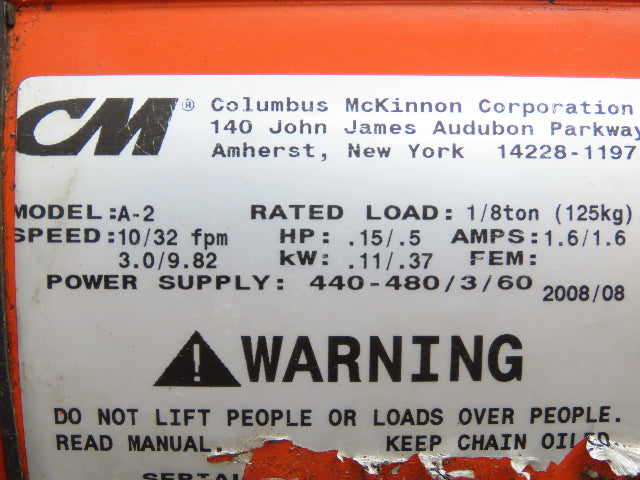 CM® Columbus McKinnon Corporation
140 John James Audubon Parkway
Amherst, New York 14228-1197
MODEL:A-2 RATED LOAD: 1/8ton (125kg)
SPEED:10/32 fpm HP: .15/.5 AMPS:1.6/1.6
3.0/9.82 kW: .11/.37 FEM:
POWER SUPPLY: 440-480/3/60 2008/08
WARNING
DO NOT LIFT PEOPLE OR LOADS OVER PEOPLE.
READ MANUAL. KEEP CHAIN OILED
SERIAL